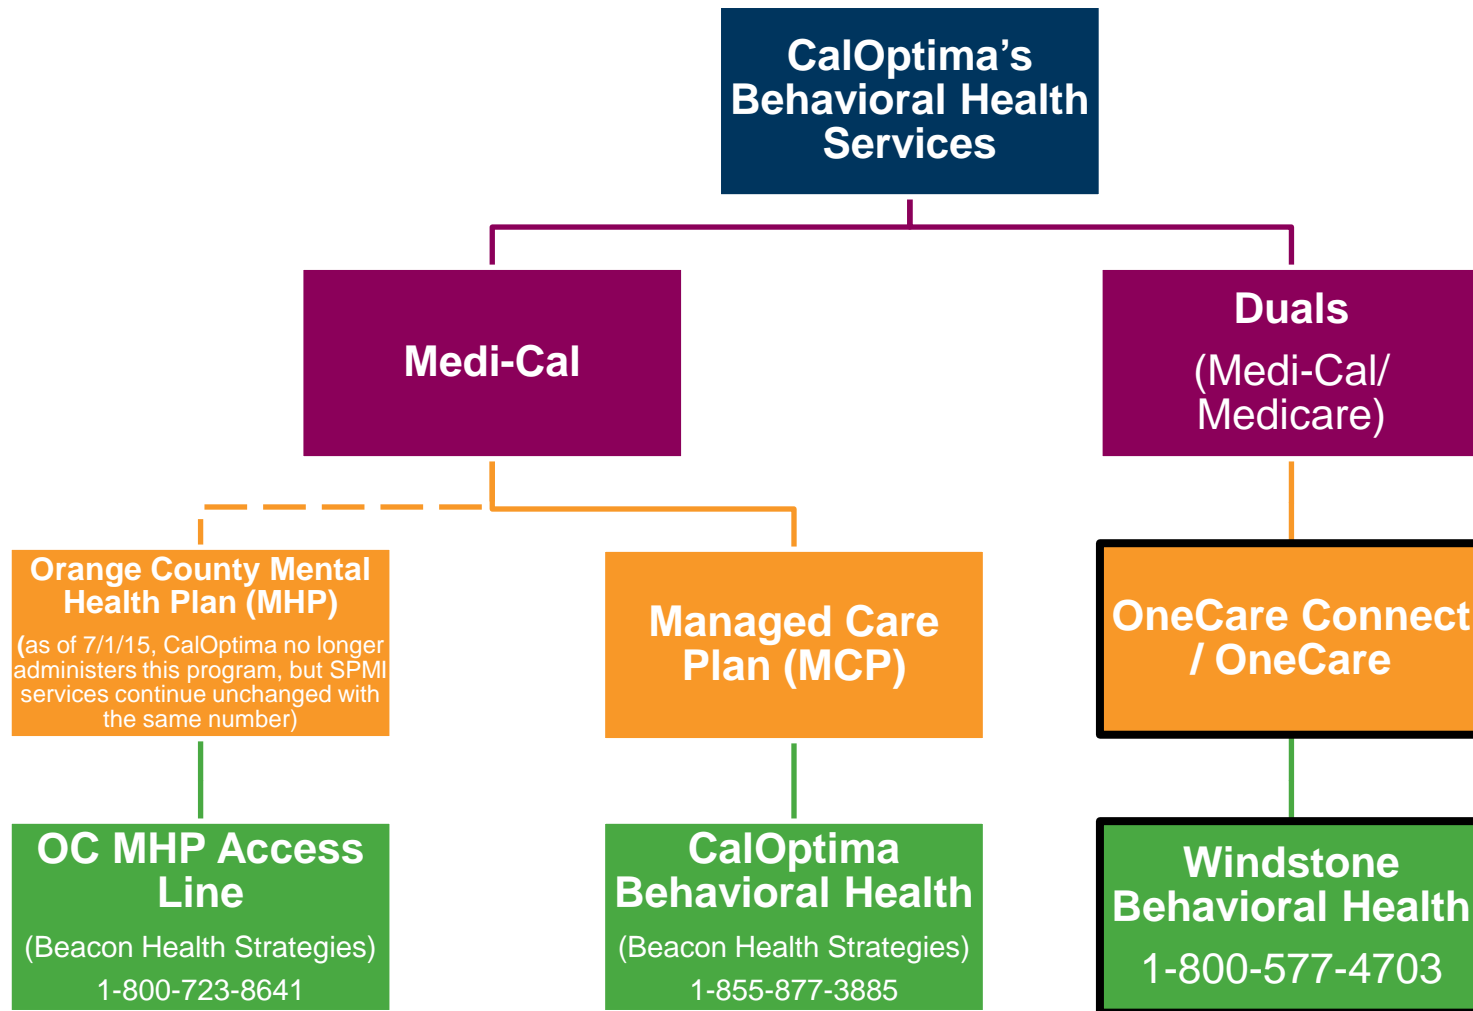 CalOptima’s
Behavioral Health
Services
Medi-Cal
Duals
(Medi-Cal/
Medicare)
Orange County Mental
Health Plan (MHP)
(as of 7/1/15, CalOptima no longer
administers this program, but SPMI
services continue unchanged with
the same number)
Managed Care
Plan (MCP)
OneCare Connect
/ OneCare
OC MHP Access
Line
(Beacon Health Strategies)
1-800-723-8641
CalOptima
Behavioral Health
(Beacon Health Strategies)
1-855-877-3885
Windstone
Behavioral Health
1-800-577-4703